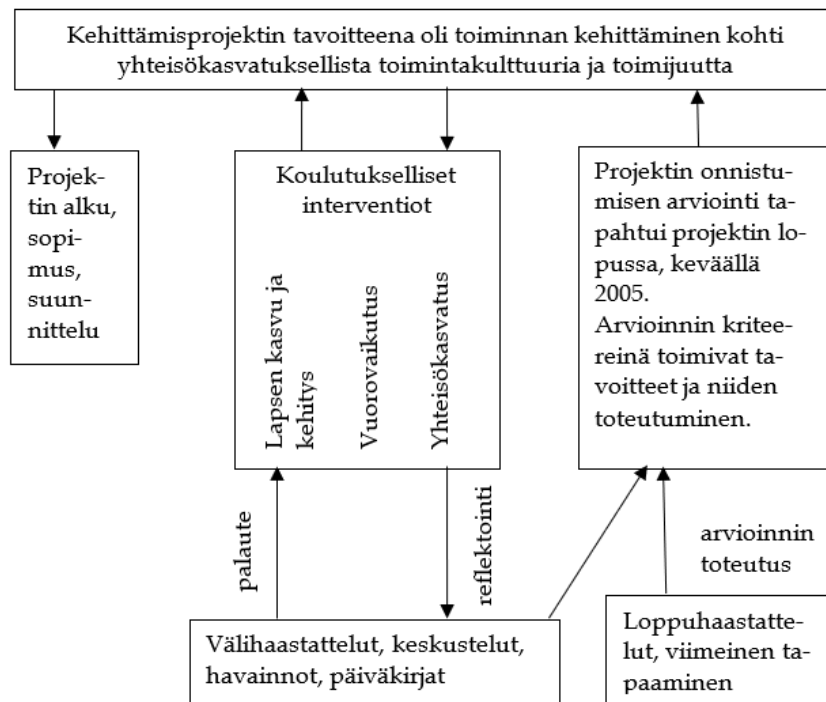 Kehittämisprojektin tavoitteena oli toiminnan kehittäminen kohti
yhteisökasvatuksellista toimintakulttuuria ja toimijuutta
Projek-
tin alku,
sopi-
mus,
suun-
nittelu
Koulutukselliset
interventiot
Lapsen kasvu ja
kehitys
Vuorovaikutus
Yhteisökasvatus
Projektin onnistu-
misen arviointi ta-
pahtui projektin lo-
pussa, keväällä
2005.
Arvioinnin kritee-
reinä toimivat ta-
voitteet ja niiden
toteutuminen.
palaute
reflektointi
arvioinnin
toteutus
Välihaastattelut, keskustelut,
havainnot, päiväkirjat
Loppuhaastatte-
lut, viimeinen ta-
paaminen